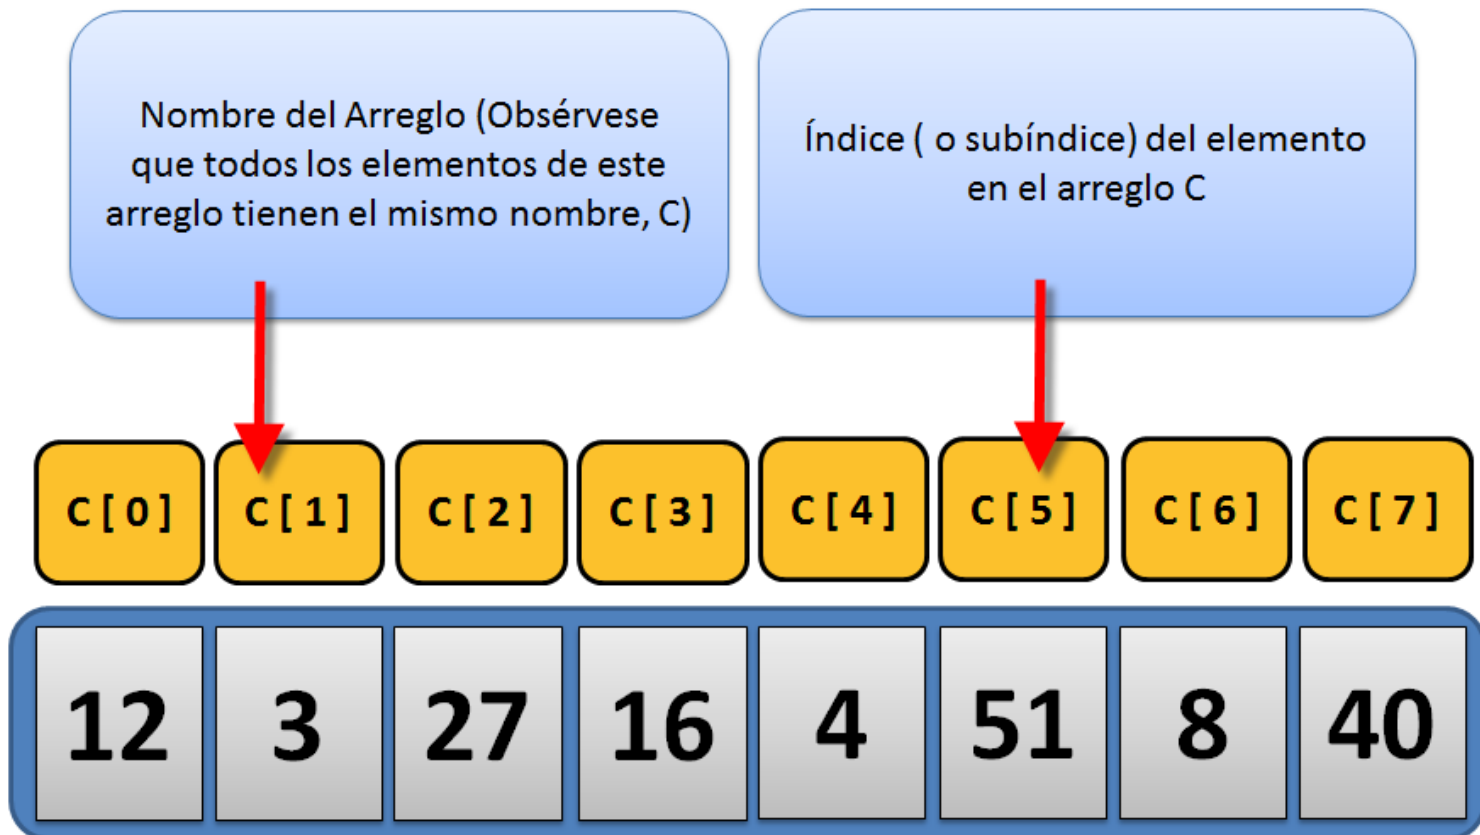 Nombre del Arreglo (Obsérvese
que todos los elementos de este
arreglo tienen el mismo nombre, C)
Índice ( o subíndice) del elemento
en el arreglo C
C [ 0 ] C [ 1 ] C [ 2 ] C [ 3 ] C [ 4 ] C [ 5 ] C [ 6 ] C [ 7 ]
12 3 27 16 4 51 8 40